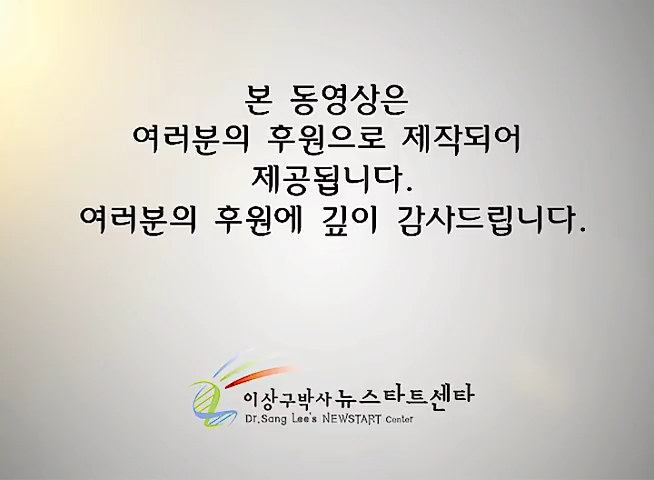 본 동영상은
여러분의 후원으로 제작되어
제공됩니다.
여러분의 후원에 깊이 감사드립니다.
이상구박사뉴스타트센타
Dr.Sang Lee's NEWSTART Center